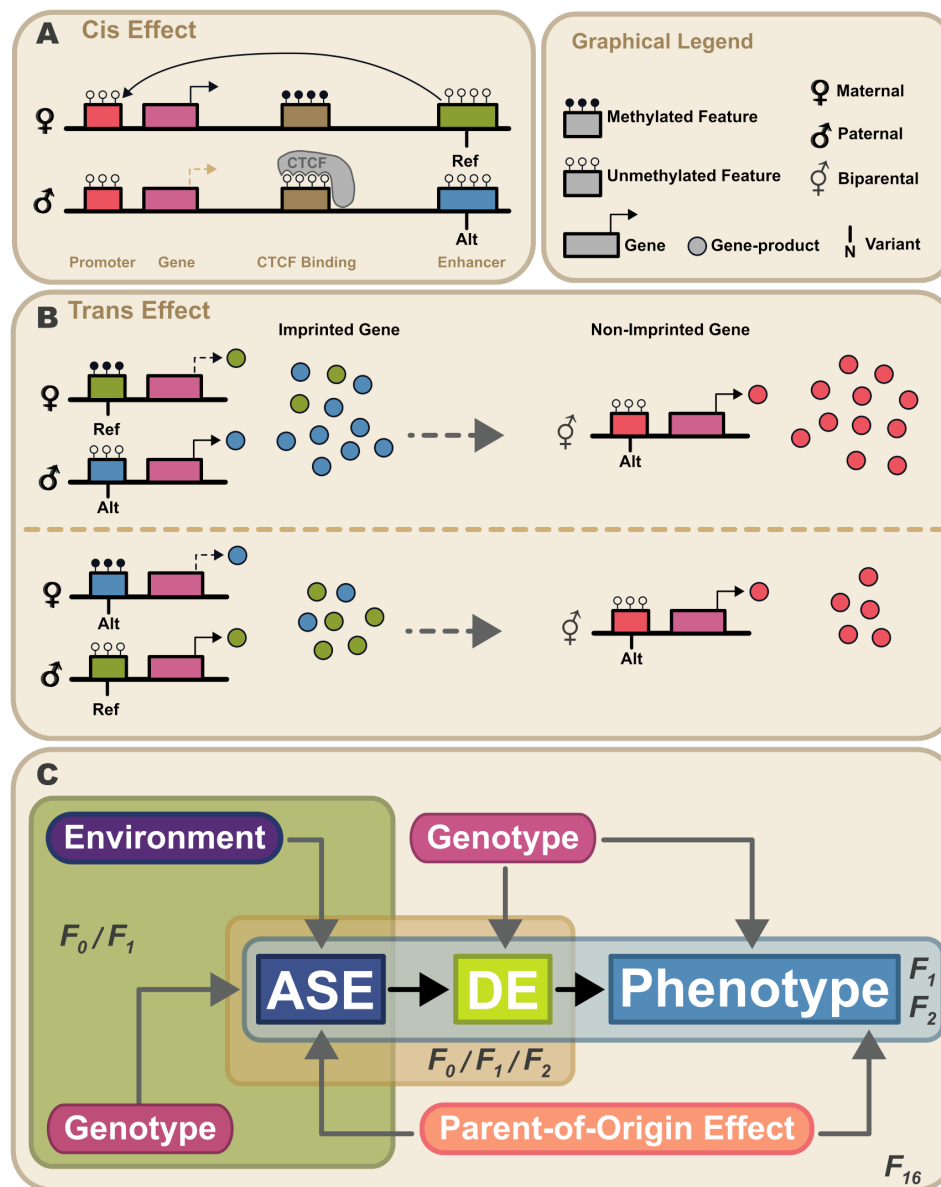 A Cis Effect
♀
Ref
CTCF
♂
Alt
Promoter Gene CTCF Binding Enhancer
Graphical Legend
Methylated Feature
Unmethylated Feature
Gene
Gene-product
♀ Maternal
♂ Paternal
⚥ Biparental
N Variant
B Trans Effect
Imprinted Gene
Non-Imprinted Gene
♀
Ref
♂
Alt
⚥
Alt
♀
Alt
♂
Ref
⚥
Alt
C
Environment
Genotype
F0/F1
ASE
DE
Phenotype
F1
F2
F0/F1/F2
Genotype
Parent-of-Origin Effect
F16